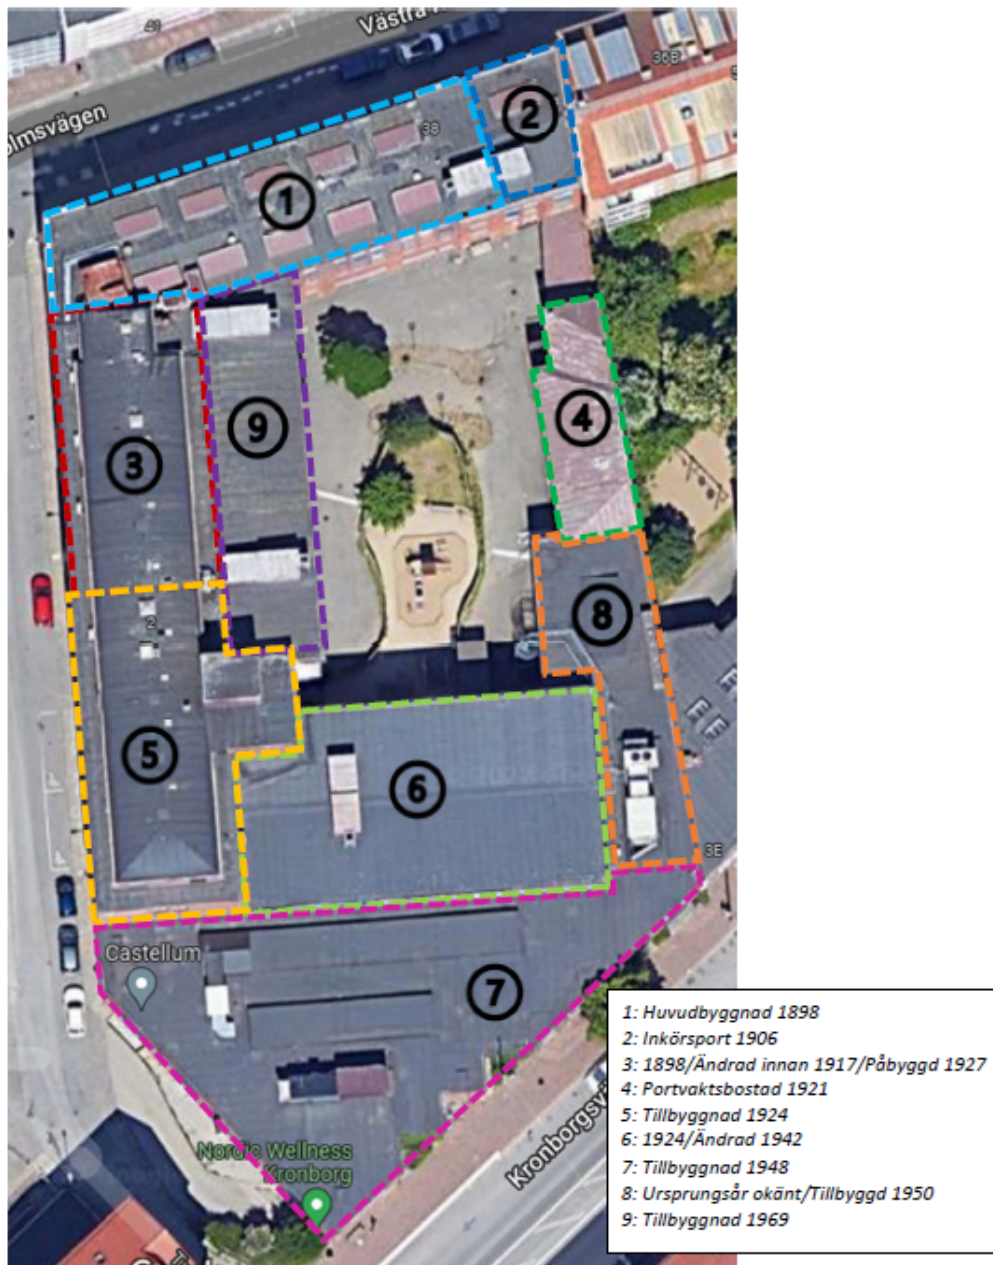 41
Västra
38
36B
olmsvägen
1
2
3
4
5
6
7
8
9
2
3E
Castellum
Nordic Wellness
Kronborg
Kronborgsvä
1: Huvudbyggnad 1898
2: Inkörsport 1906
3: 1898/Ändrad innan 1917/Påbyggd 1927
4: Portvaktsbostad 1921
5: Tillbyggnad 1924
6: 1924/Ändrad 1942
7: Tillbyggnad 1948
8: Ursprungsår okänt/Tillbyggd 1950
9: Tillbyggnad 1969